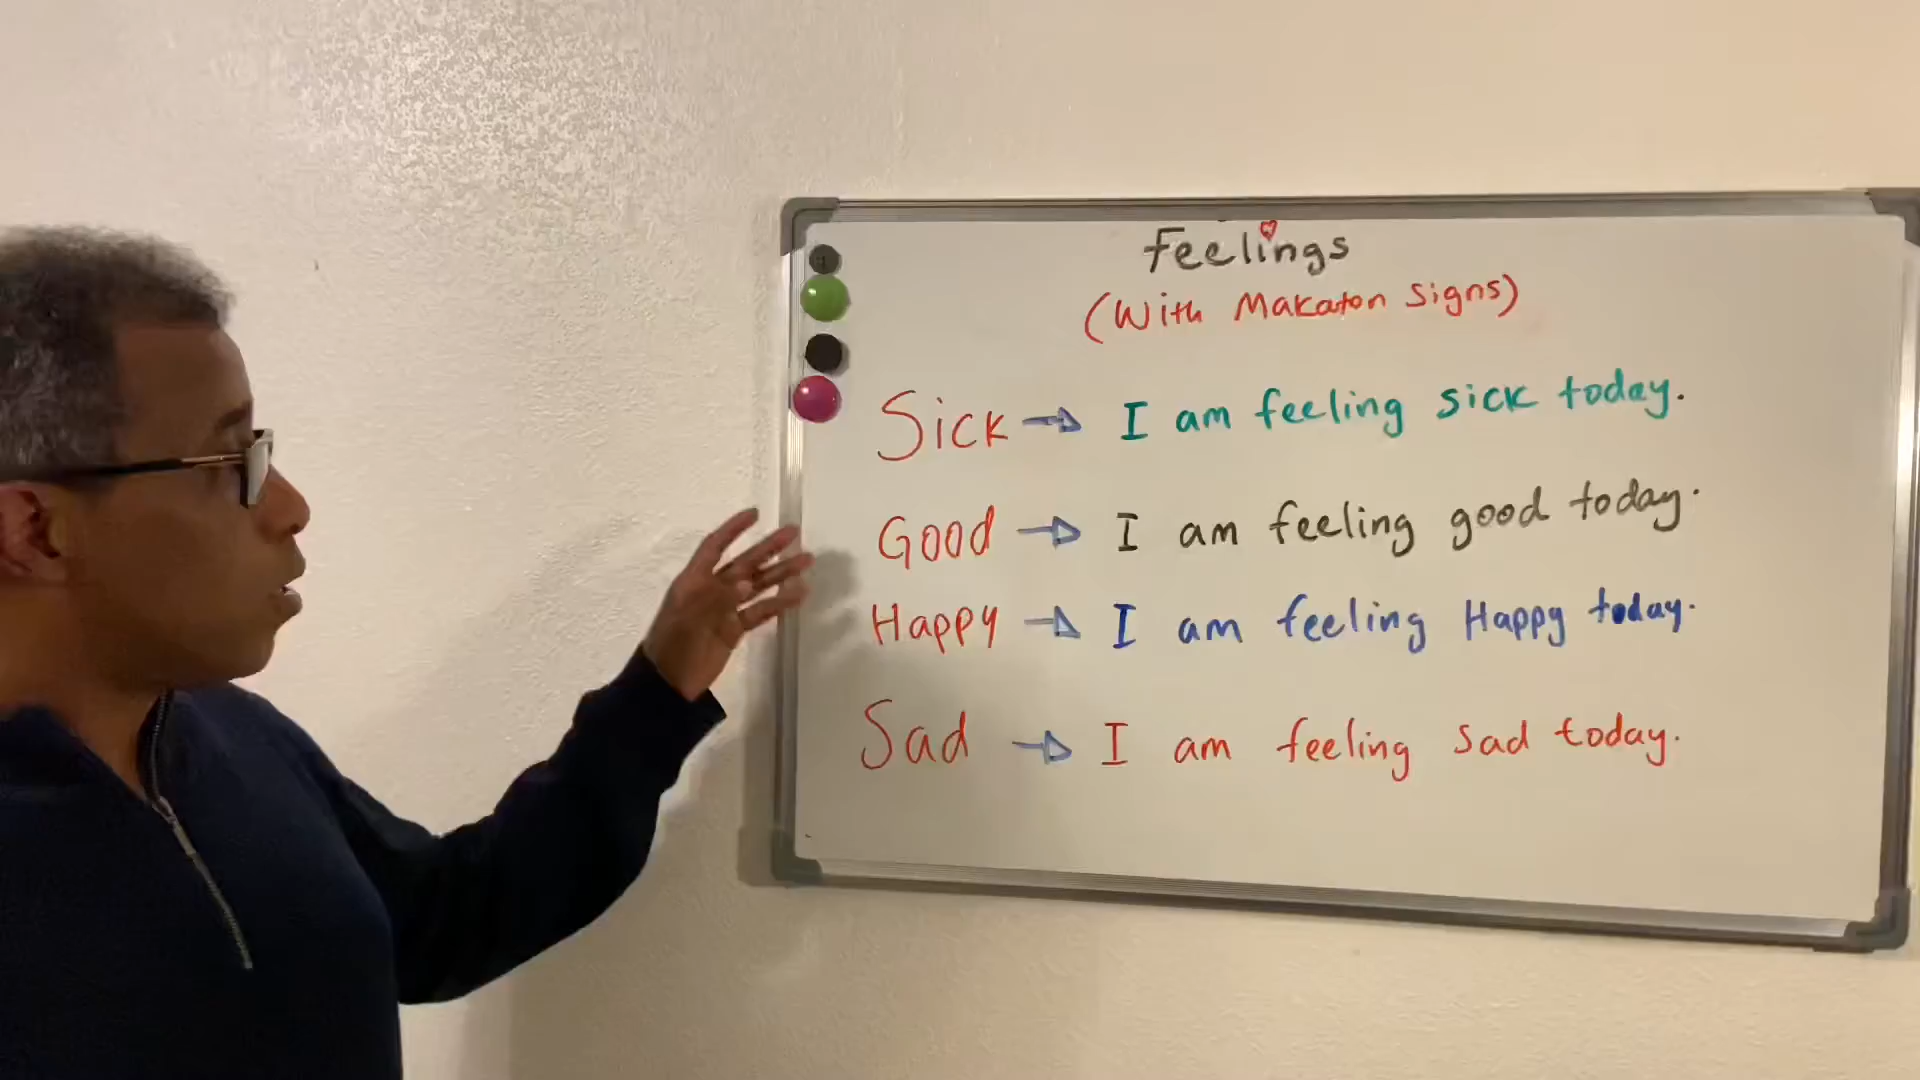 Feelings
(With Makaton Signs)
Sick → I am feeling sick today.
Good → I am feeling good today.
Happy → I am feeling Happy today.
Sad → I am feeling sad today.